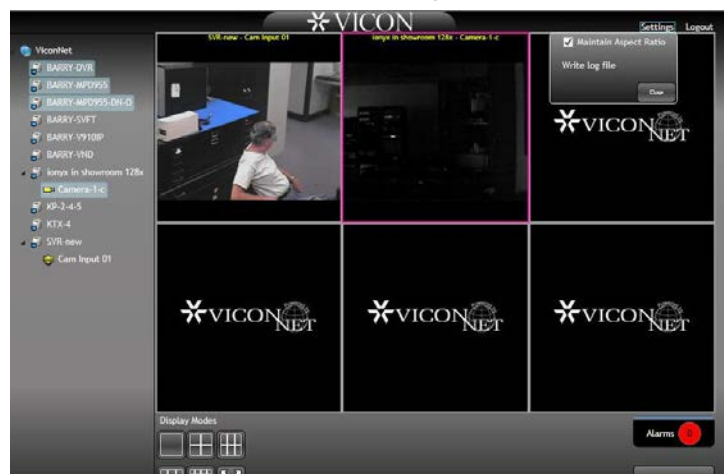 VICON
Settings Logout
ViconNet
BARRY-DVR
BARRY-MPD955
BARRY-MPD955-DN-O
BARRY-SVFT
BARRY-V910IP
BARRY-VND
ionyx in showroom 128x
Camera-1-c
KP-2-4-5
KTX-4
SVR-new
Cam Input 01
SVR-new - Cam Input 01
ionyx in showroom 128x - Camera-1-c
Maintain Aspect Ratio
Write log file
Close
VICON NET
VICON NET
VICON NET
VICON NET
Display Modes
Alarms 0